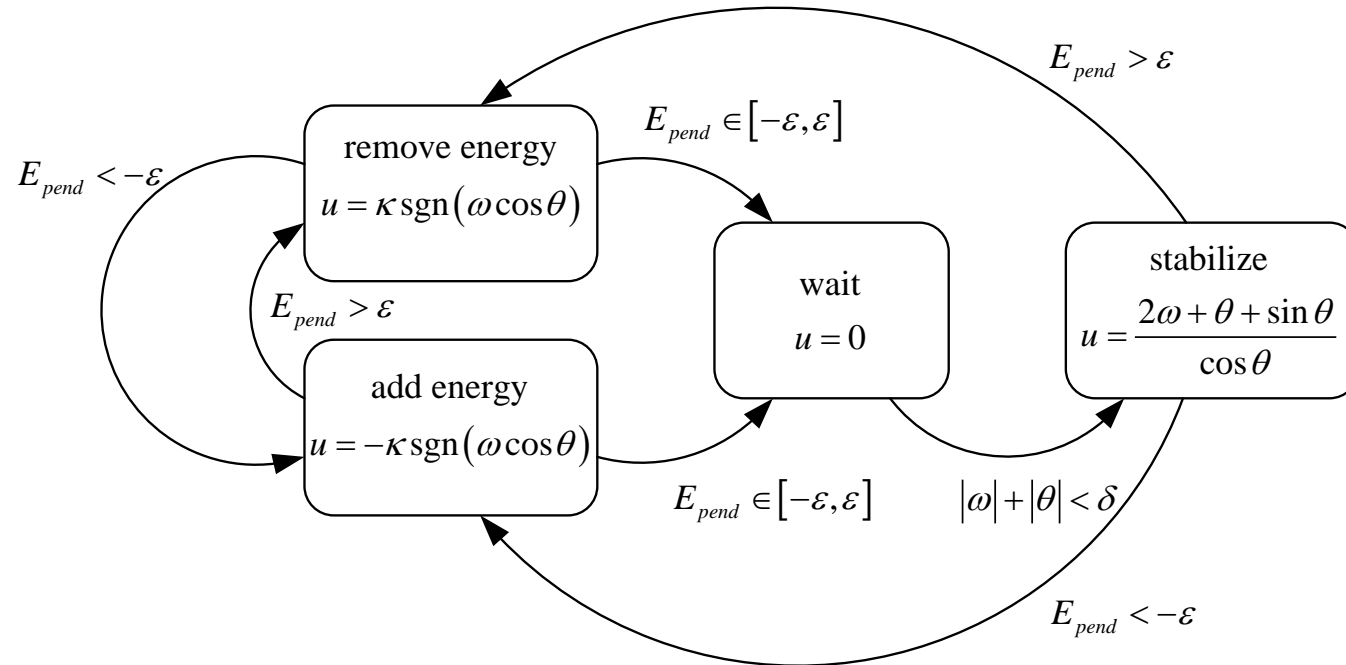 E_pend > ε
E_pend ∈ [-ε, ε]
remove energy
u = κ sgn(ω cos θ)
E_pend < -ε
stabilize
u = (2ω + θ + sin θ) / cos θ
wait
u = 0
E_pend > ε
add energy
u = -κ sgn(ω cos θ)
E_pend ∈ [-ε, ε]
|ω| + |θ| < δ
E_pend < -ε